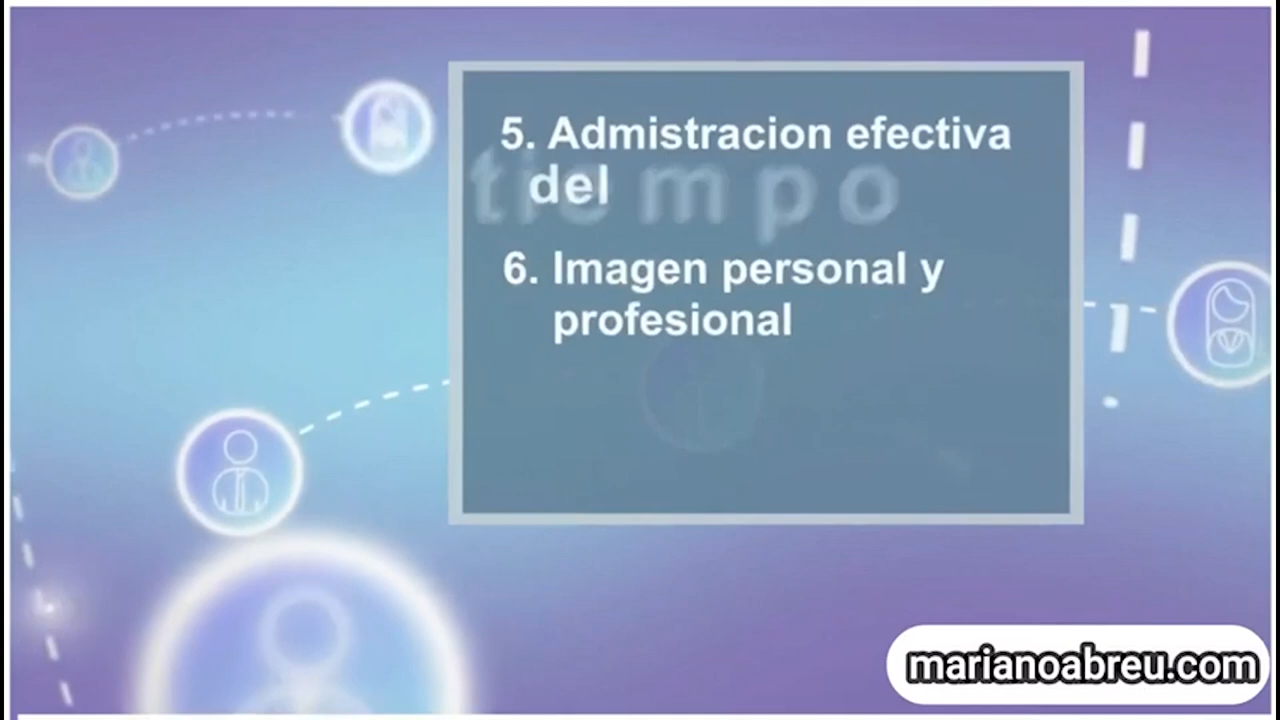 5. Admistracion efectiva
del tiempo
6. Imagen personal y
profesional
marianoabreu.com